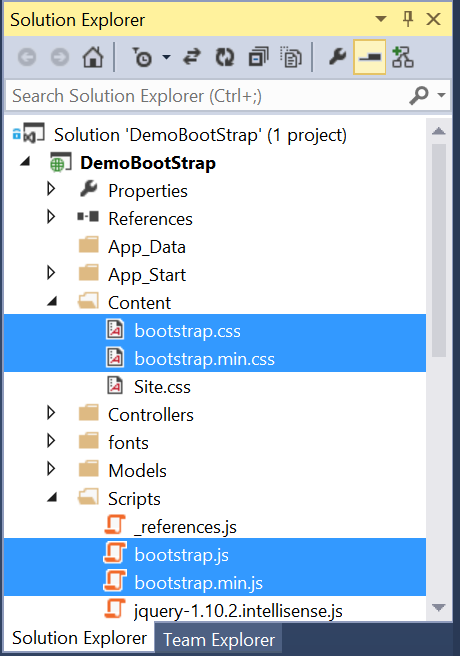 Solution Explorer
Search Solution Explorer (Ctrl+;)
Solution 'DemoBootStrap' (1 project)
DemoBootStrap
Properties
References
App_Data
App_Start
Content
bootstrap.css
bootstrap.min.css
Site.css
Controllers
fonts
Models
Scripts
_references.js
bootstrap.js
bootstrap.min.js
jquery-1.10.2.intellisense.js
Solution Explorer Team Explorer